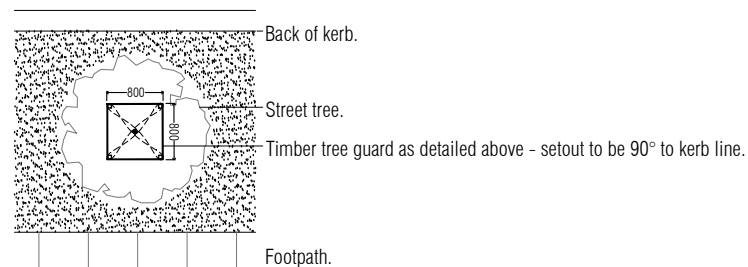 Back of kerb.
800
Street tree.
800
Timber tree guard as detailed above - setout to be 90° to kerb line.
Footpath.